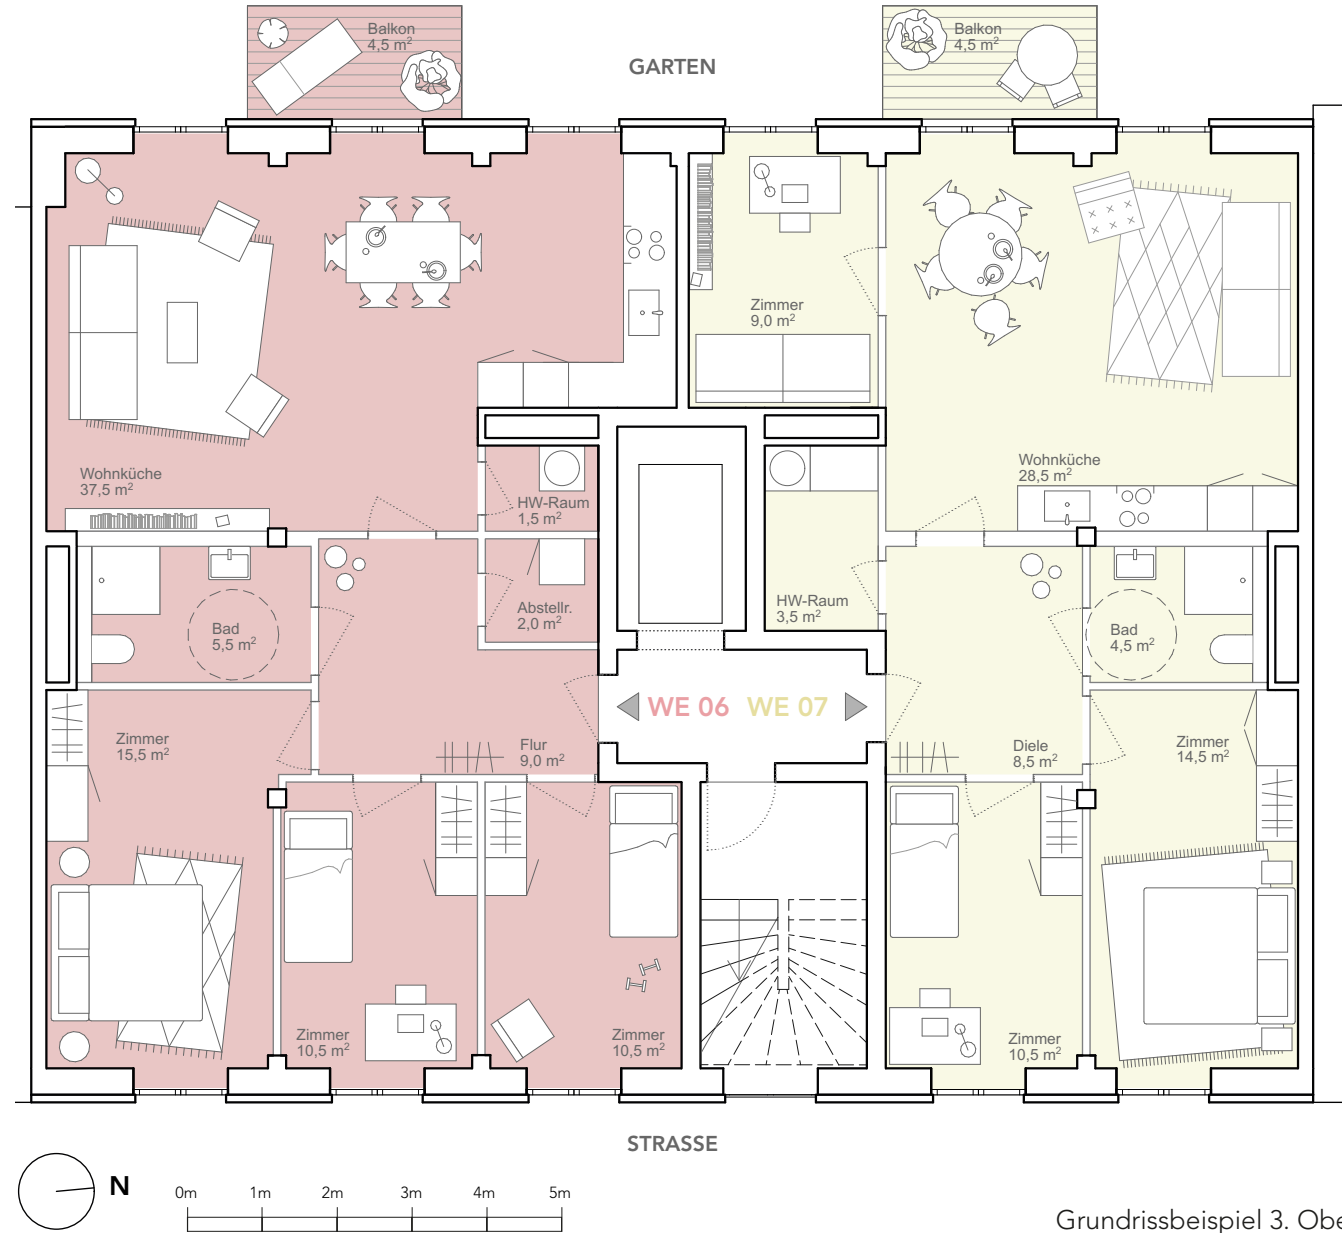 Balkon
4,5 m²
Balkon
4,5 m²
GARTEN
Zimmer
9,0 m²
Wohnküche
37,5 m²
Wohnküche
28,5 m²
HW-Raum
1,5 m²
Abstellr.
2,0 m²
HW-Raum
3,5 m²
Bad
5,5 m²
Bad
4,5 m²
WE 06 WE 07
Zimmer
15,5 m²
Flur
9,0 m²
Diele
8,5 m²
Zimmer
14,5 m²
Zimmer
10,5 m²
Zimmer
10,5 m²
Zimmer
10,5 m²
STRASSE
N
0m 1m 2m 3m 4m 5m
Grundrissbeispiel 3. Obe